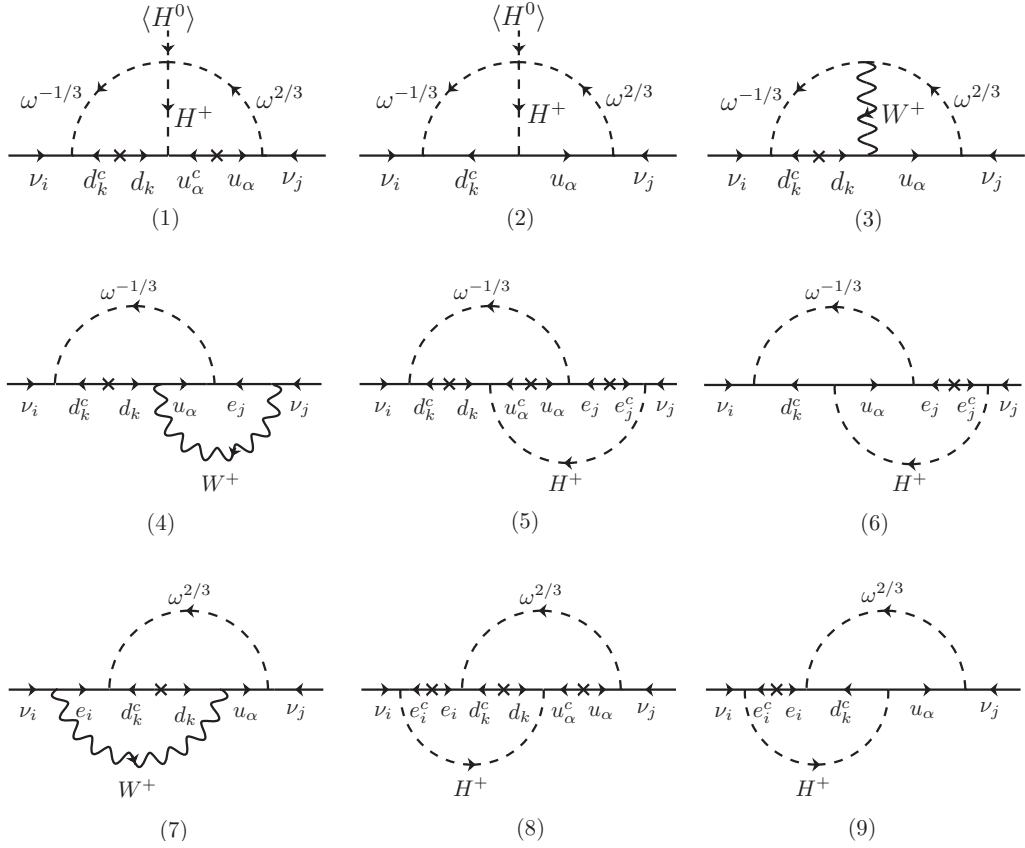 ⟨H⁰⟩ ⟨H⁰⟩
ω^{-1/3} H⁺ ω^{2/3} ω^{-1/3} H⁺ ω^{2/3} ω^{-1/3} W⁺ ω^{2/3}
ν_i d_k^c d_k u_α^c u_α ν_j ν_i d_k^c u_α ν_j ν_i d_k^c d_k u_α ν_j
(1) (2) (3)
ω^{-1/3} ω^{-1/3} ω^{-1/3}
ν_i d_k^c d_k u_α e_j ν_j ν_i d_k^c d_k u_α^c u_α e_j e_j^c ν_j ν_i d_k^c u_α e_j e_j^c ν_j
W⁺ H⁺ H⁺
(4) (5) (6)
ω^{2/3} ω^{2/3} ω^{2/3}
ν_i e_i d_k^c d_k u_α ν_j ν_i e_i^c e_i d_k^c d_k u_α^c u_α ν_j ν_i e_i^c e_i d_k^c u_α ν_j
W⁺ H⁺ H⁺
(7) (8) (9)